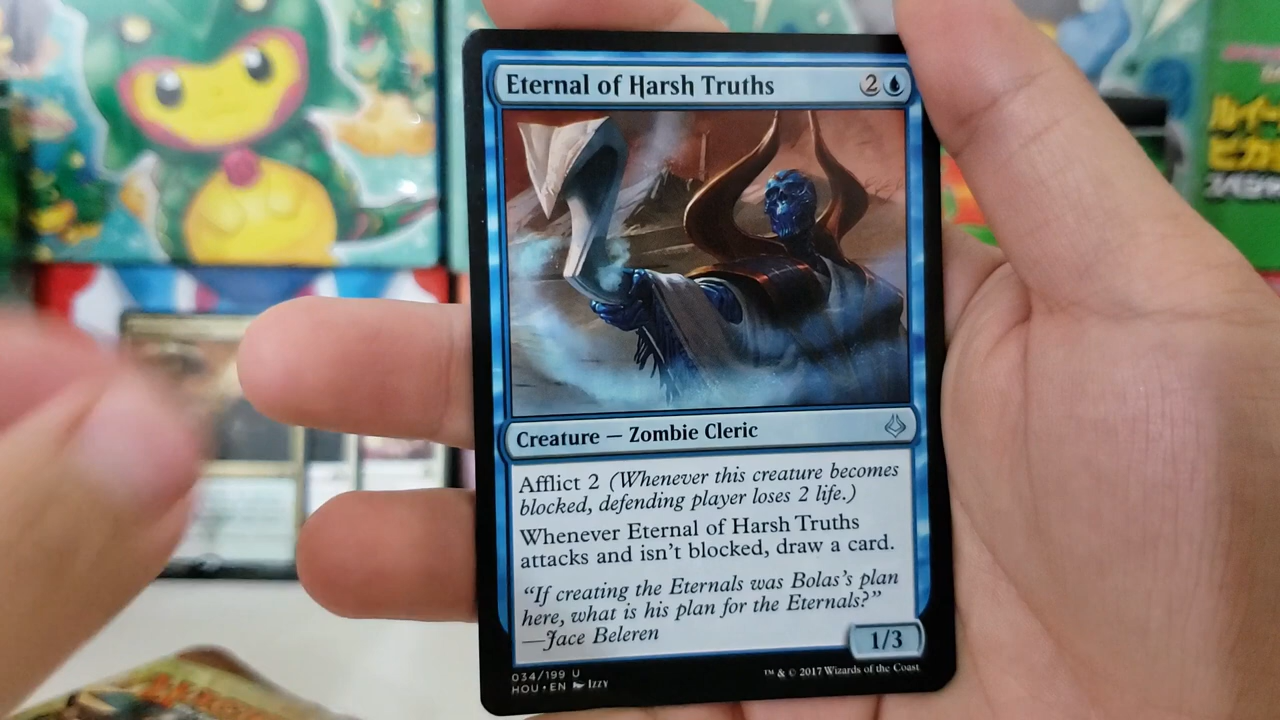 Eternal of Harsh Truths 2
Creature — Zombie Cleric
Afflict 2 (Whenever this creature becomes
blocked, defending player loses 2 life.)
Whenever Eternal of Harsh Truths
attacks and isn't blocked, draw a card.
"If creating the Eternals was Bolas's plan
here, what is his plan for the Eternals?"
—Jace Beleren
1/3
034/199 U
HOU • EN Izzy
™ & © 2017 Wizards of the Coast